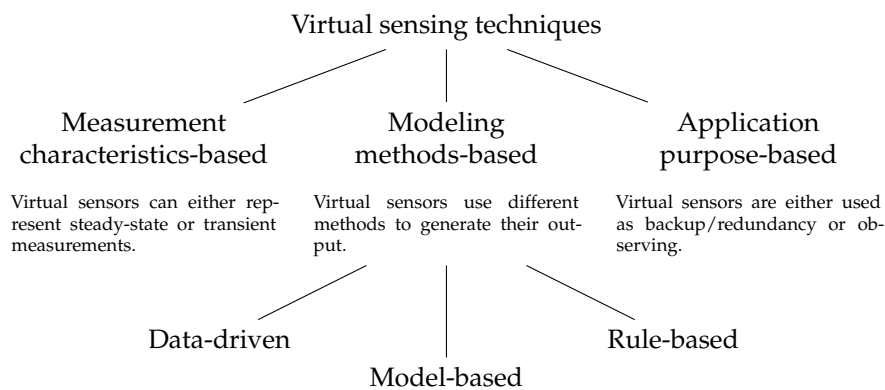 Virtual sensing techniques
Measurement
characteristics-based
Virtual sensors can either rep-
resent steady-state or transient
measurements.
Modeling
methods-based
Virtual sensors use different
methods to generate their out-
put.
Application
purpose-based
Virtual sensors are either used
as backup/redundancy or ob-
serving.
Data-driven
Model-based
Rule-based